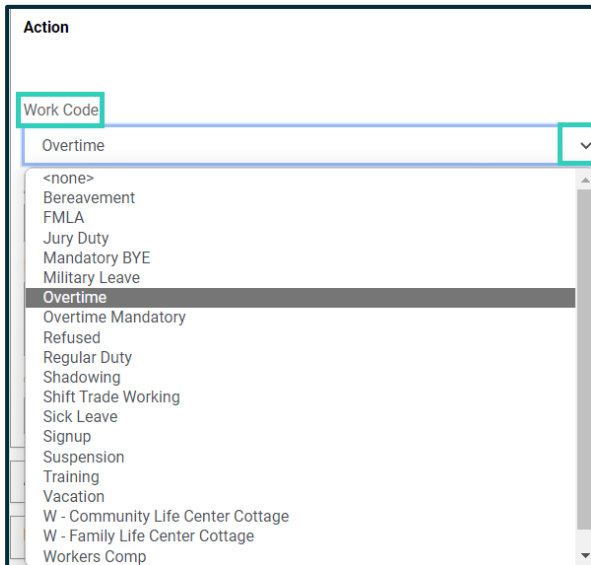 Action
Work Code
Overtime
<none>
Bereavement
FMLA
Jury Duty
Mandatory BYE
Military Leave
Overtime
Overtime Mandatory
Refused
Regular Duty
Shadowing
Shift Trade Working
Sick Leave
Signup
Suspension
Training
Vacation
W - Community Life Center Cottage
W - Family Life Center Cottage
Workers Comp